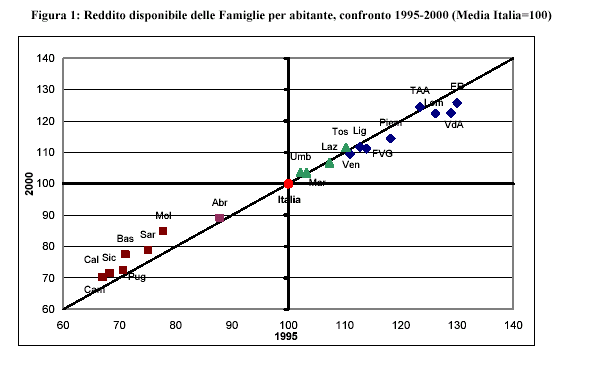 Figura 1: Reddito disponibile delle Famiglie per abitante, confronto 1995-2000 (Media Italia=100)
140
130
120
110
100
90
80
70
60
2000
TAA
ER
Lom
VdA
Piem
Tos
Lig
Laz
FVG
Ven
Umb
Mar
Italia
Abr
Mol
Sar
Bas
Cal
Sic
Pug
Cam
60
70
80
90
100
110
120
130
140
1995